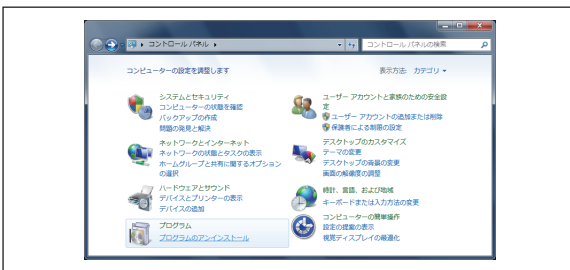 コントロール パネル
コントロール パネルの検索
コンピューターの設定を調整します
表示方法: カテゴリ
システムとセキュリティ
コンピューターの状態を確認
バックアップの作成
問題の発見と解決
ネットワークとインターネット
ネットワークの状態とタスクの表示
ホームグループと共有に関するオプション
の選択
ハードウェアとサウンド
デバイスとプリンターの表示
デバイスの追加
プログラム
プログラムのアンインストール
ユーザー アカウントと家族のための安全設
定
ユーザー アカウントの追加または削除
保護者による制限の設定
デスクトップのカスタマイズ
テーマの変更
デスクトップの背景の変更
画面の解像度の調整
時計、言語、および地域
キーボードまたは入力方法の変更
コンピューターの簡単操作
設定の提案の表示
視覚ディスプレイの最適化